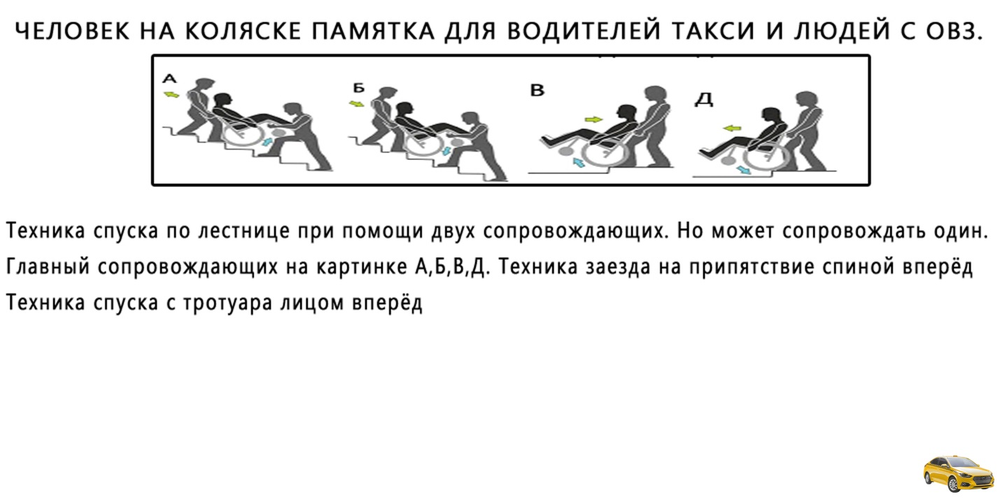 ЧЕЛОВЕК НА КОЛЯСКЕ ПАМЯТКА ДЛЯ ВОДИТЕЛЕЙ ТАКСИ И ЛЮДЕЙ С ОВЗ.
А
Б
В
Д
Техника спуска по лестнице при помощи двух сопровождающих. Но может сопровождать один.
Главный сопровождающих на картинке А,Б,В,Д. Техника заезда на припятствие спиной вперёд
Техника спуска с тротуара лицом вперёд